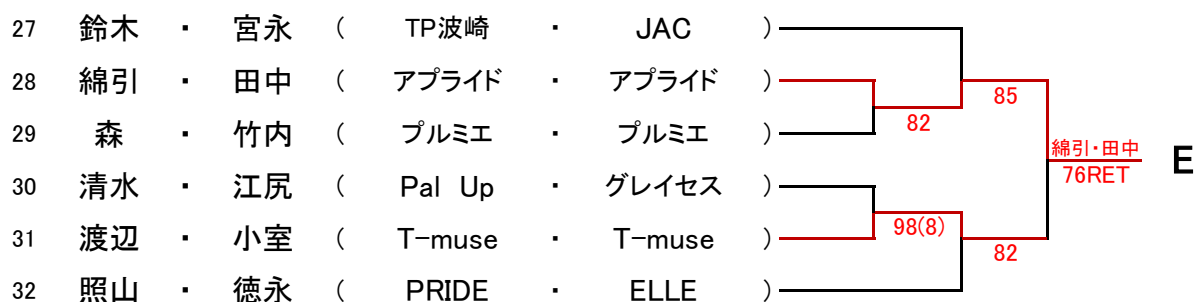 27 鈴木 ・ 宮永 ( TP波崎 ・ JAC )
28 綿引 ・ 田中 ( アプライド ・ アプライド )
85
82
29 森 ・ 竹内 ( プルミエ ・ プルミエ )
綿引・田中
E
76RET
30 清水 ・ 江尻 ( Pal Up ・ グレイセス )
98(8)
31 渡辺 ・ 小室 ( T-muse ・ T-muse )
82
32 照山 ・ 徳永 ( PRIDE ・ ELLE )